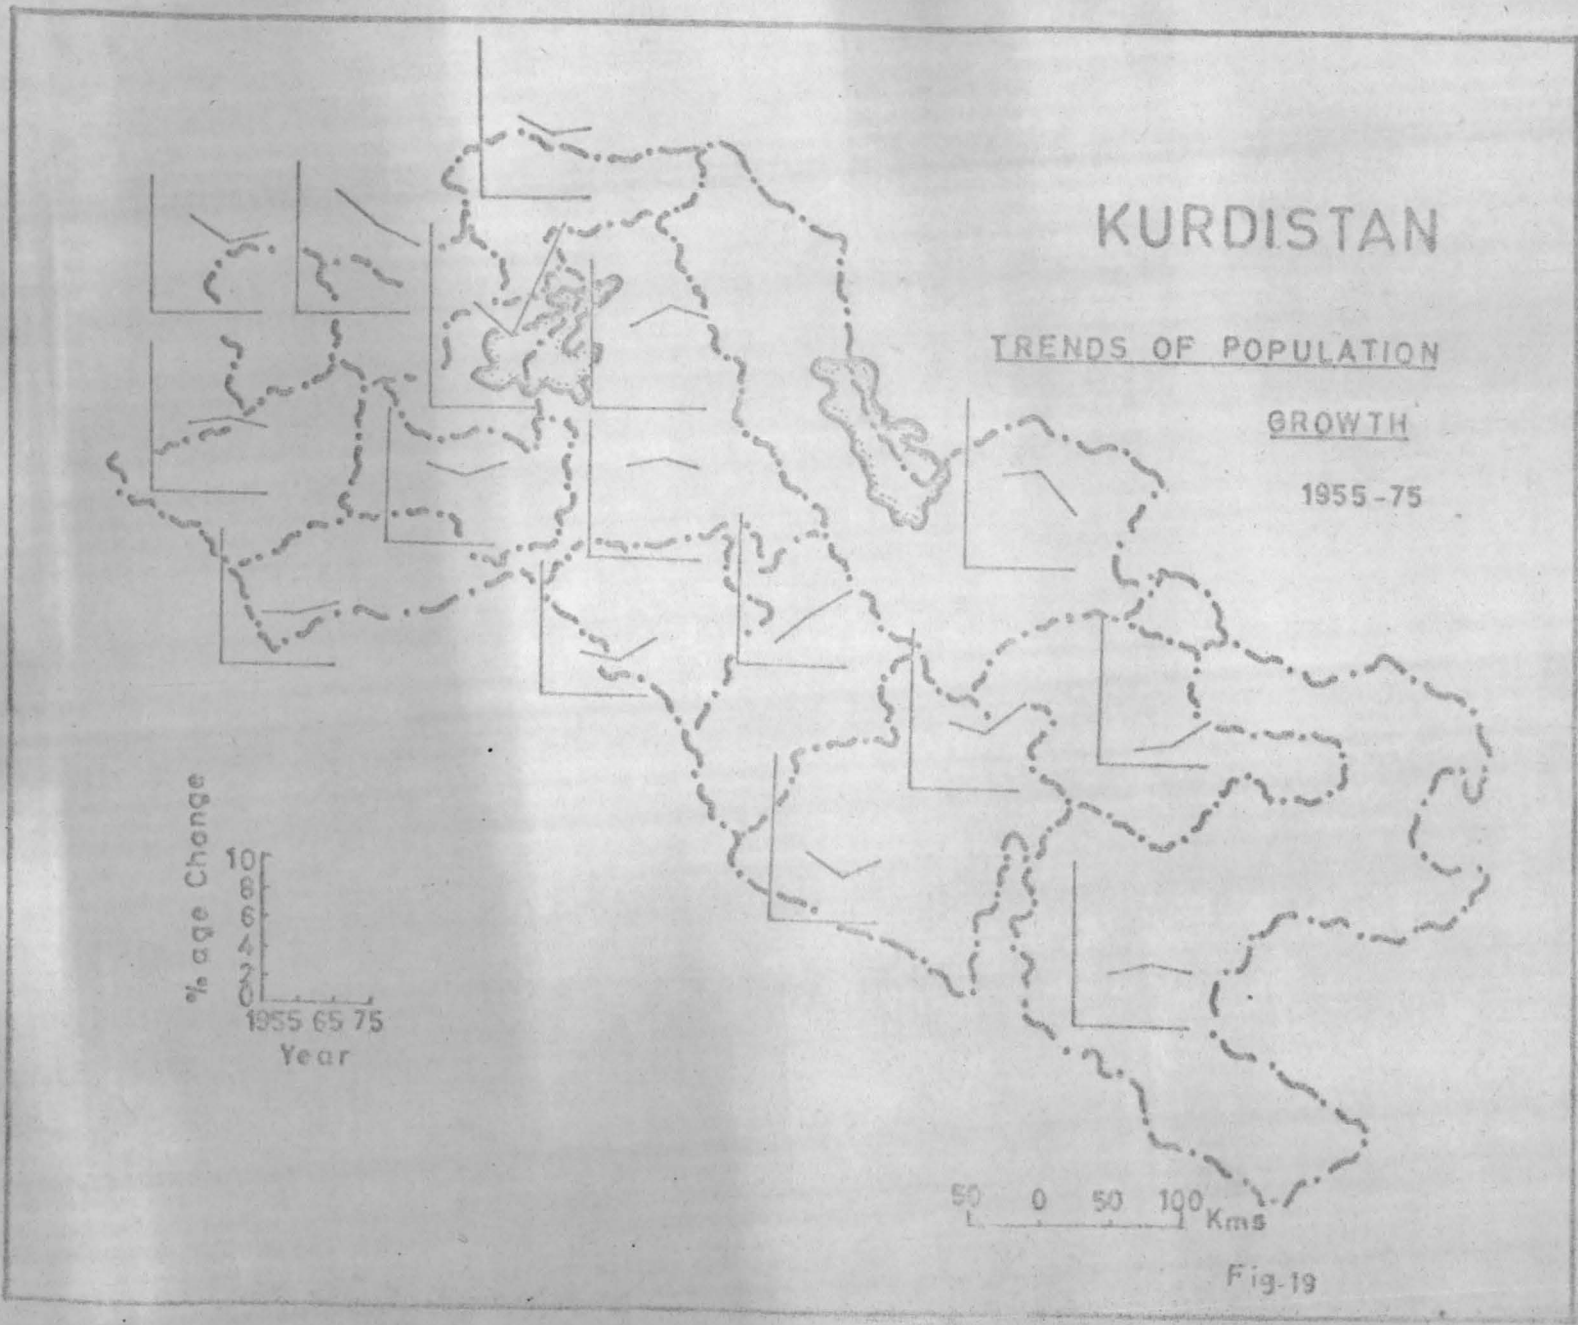 KURDISTAN
TRENDS OF POPULATION
GROWTH
1955-75
% age Change
10
8
6
4
2
0
1955 65 75
Year
50 0 50 100 Kms
Fig-19